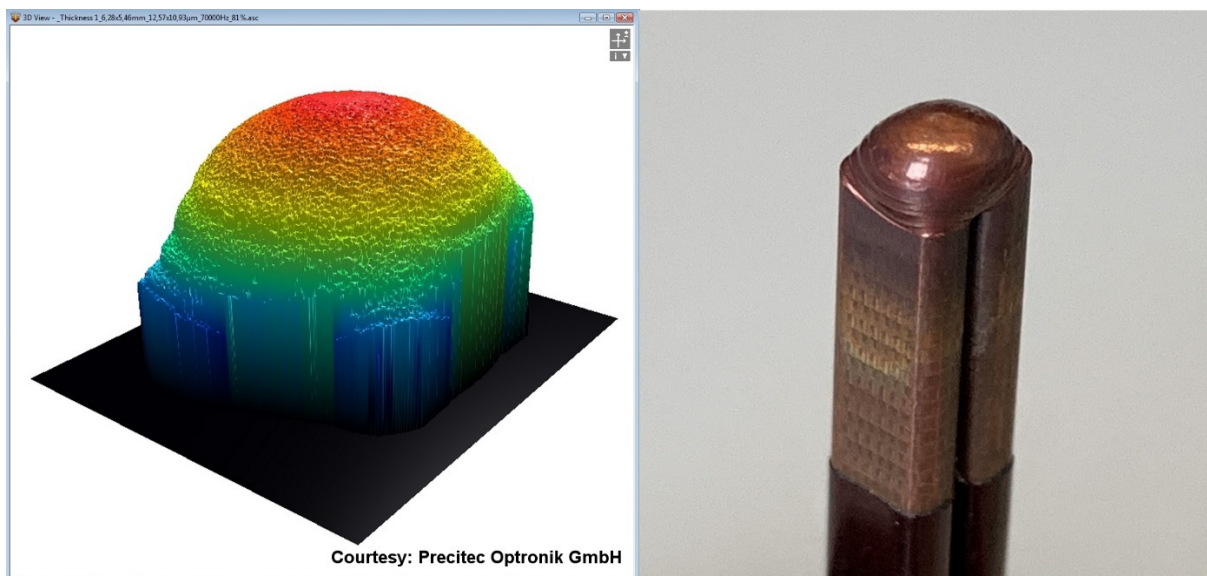 3D View - _Thickness 1_6,28x5,46mm_12,57x10,93µm_70000Hz_81%.asc
Courtesy: Precitec Optronik GmbH